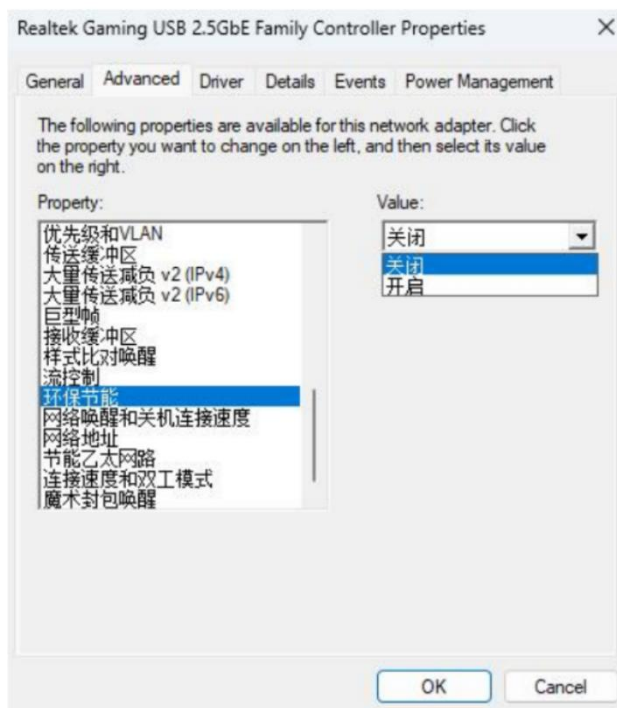 Realtek Gaming USB 2.5GbE Family Controller Properties
General Advanced Driver Details Events Power Management
The following properties are available for this network adapter. Click
the property you want to change on the left, and then select its value
on the right.
Property:
优先级和VLAN
传送缓冲区
大量传送减负 v2 (IPv4)
大量传送减负 v2 (IPv6)
巨型帧
接收缓冲区
样式比对唤醒
流控制
环保节能
网络唤醒和关机连接速度
网络地址
节能乙太网路
连接速度和双工模式
魔术封包唤醒
Value:
关闭
关闭
开启
OK Cancel